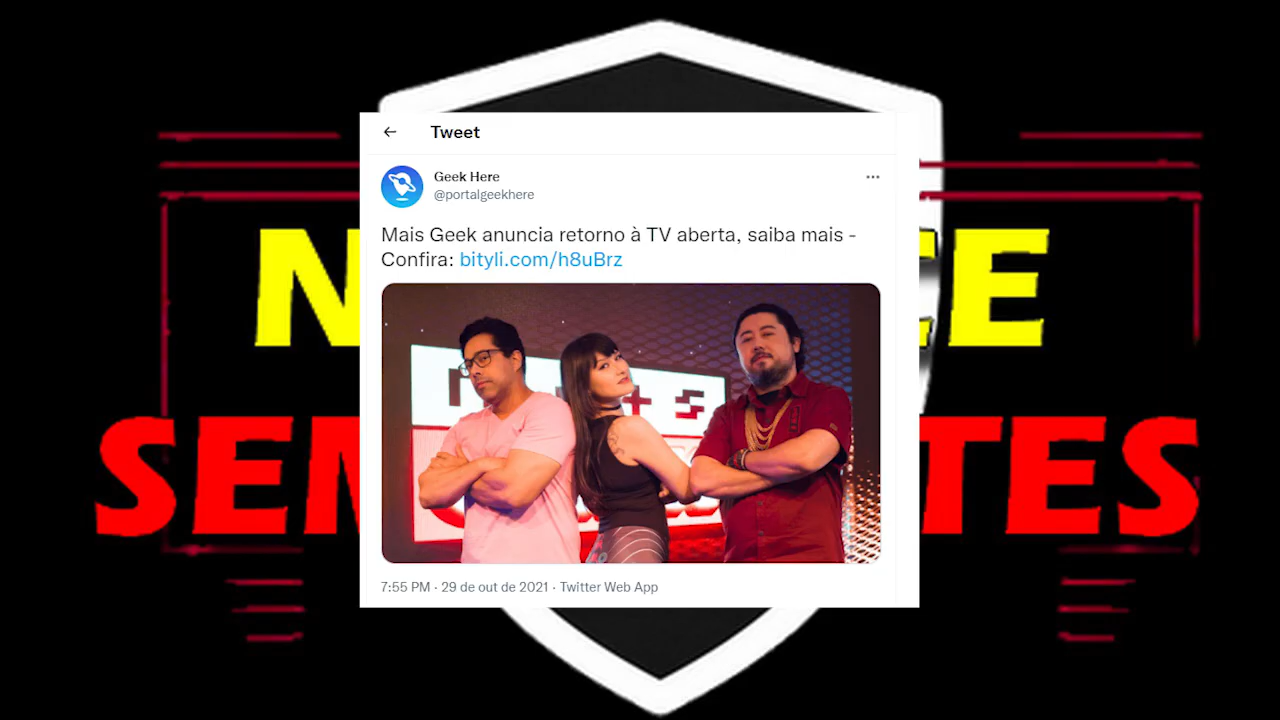 Tweet
Geek Here
@portalgeekhere
Mais Geek anuncia retorno à TV aberta, saiba mais -
Confira: bityli.com/h8uBrz
7:55 PM · 29 de out de 2021 · Twitter Web App